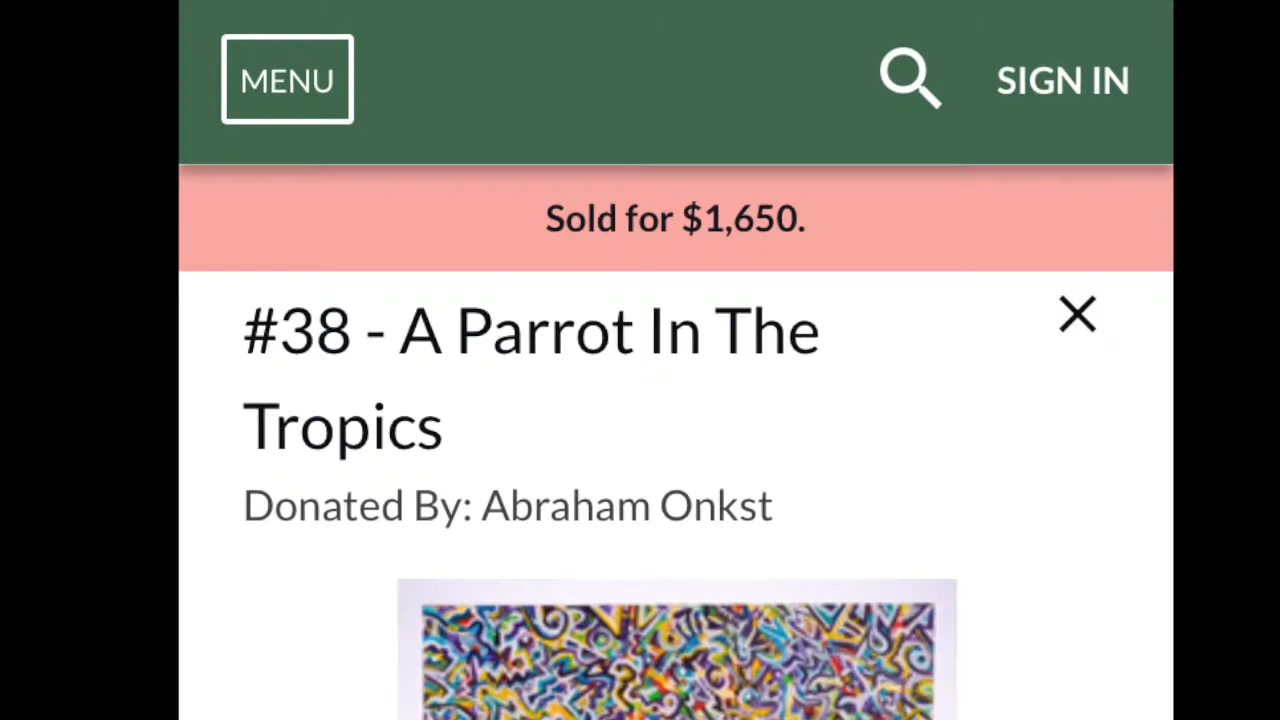 MENU
SIGN IN
Sold for $1,650.
#38 - A Parrot In The
Tropics
Donated By: Abraham Onkst